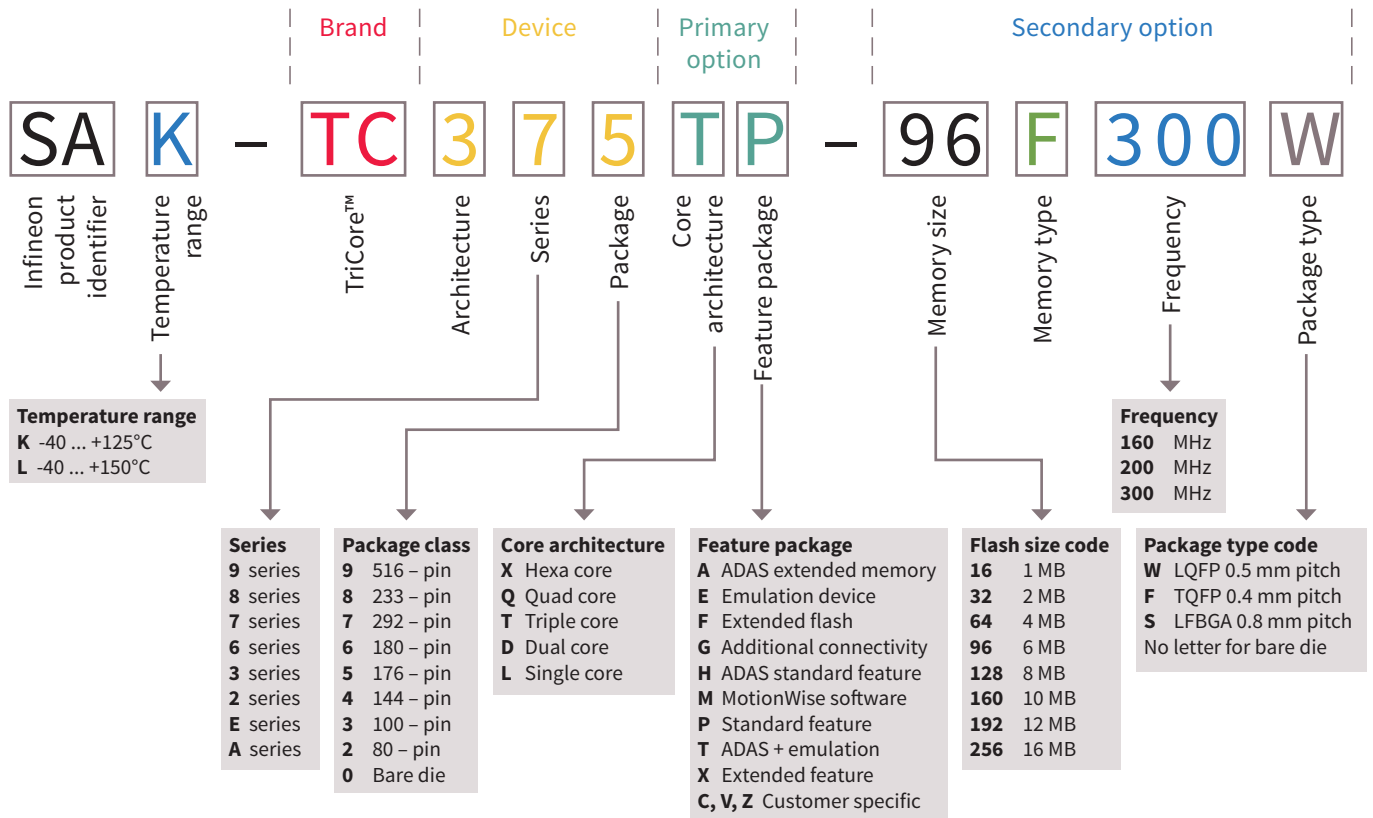 Brand
Device
Primary
option
Secondary option
SA K – TC 3 7 5 T P – 96 F 300 W
Infineon
product
identifier
Temperature
range
TriCore™
Architecture
Series
Package
Core
architecture
Feature package
Memory size
Memory type
Frequency
Package type
Temperature range
K -40 ... +125°C
L -40 ... +150°C
Frequency
160 MHz
200 MHz
300 MHz
Series
9 series
8 series
7 series
6 series
3 series
2 series
E series
A series
Package class
9 516 – pin
8 233 – pin
7 292 – pin
6 180 – pin
5 176 – pin
4 144 – pin
3 100 – pin
2 80 – pin
0 Bare die
Core architecture
X Hexa core
Q Quad core
T Triple core
D Dual core
L Single core
Feature package
A ADAS extended memory
E Emulation device
F Extended flash
G Additional connectivity
H ADAS standard feature
M MotionWise software
P Standard feature
T ADAS + emulation
X Extended feature
C, V, Z Customer specific
Flash size code
16 1 MB
32 2 MB
64 4 MB
96 6 MB
128 8 MB
160 10 MB
192 12 MB
256 16 MB
Package type code
W LQFP 0.5 mm pitch
F TQFP 0.4 mm pitch
S LFBGA 0.8 mm pitch
No letter for bare die